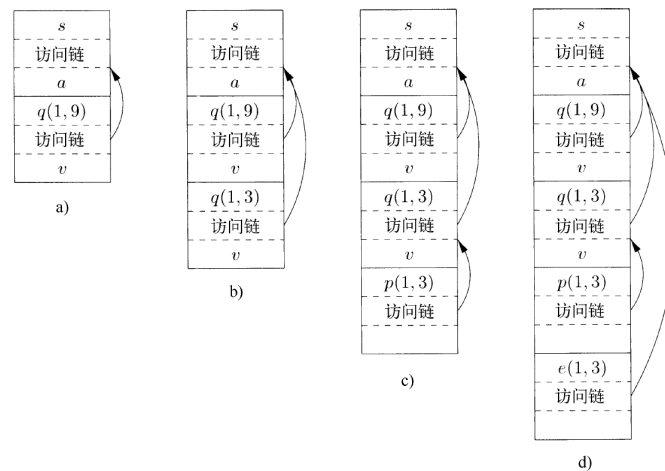 s
访问链
a
q(1,9)
访问链
v
a)
s
访问链
a
q(1,9)
访问链
v
q(1,3)
访问链
v
b)
s
访问链
a
q(1,9)
访问链
v
q(1,3)
访问链
v
p(1,3)
访问链
c)
s
访问链
a
q(1,9)
访问链
v
q(1,3)
访问链
v
p(1,3)
访问链
e(1,3)
访问链
d)